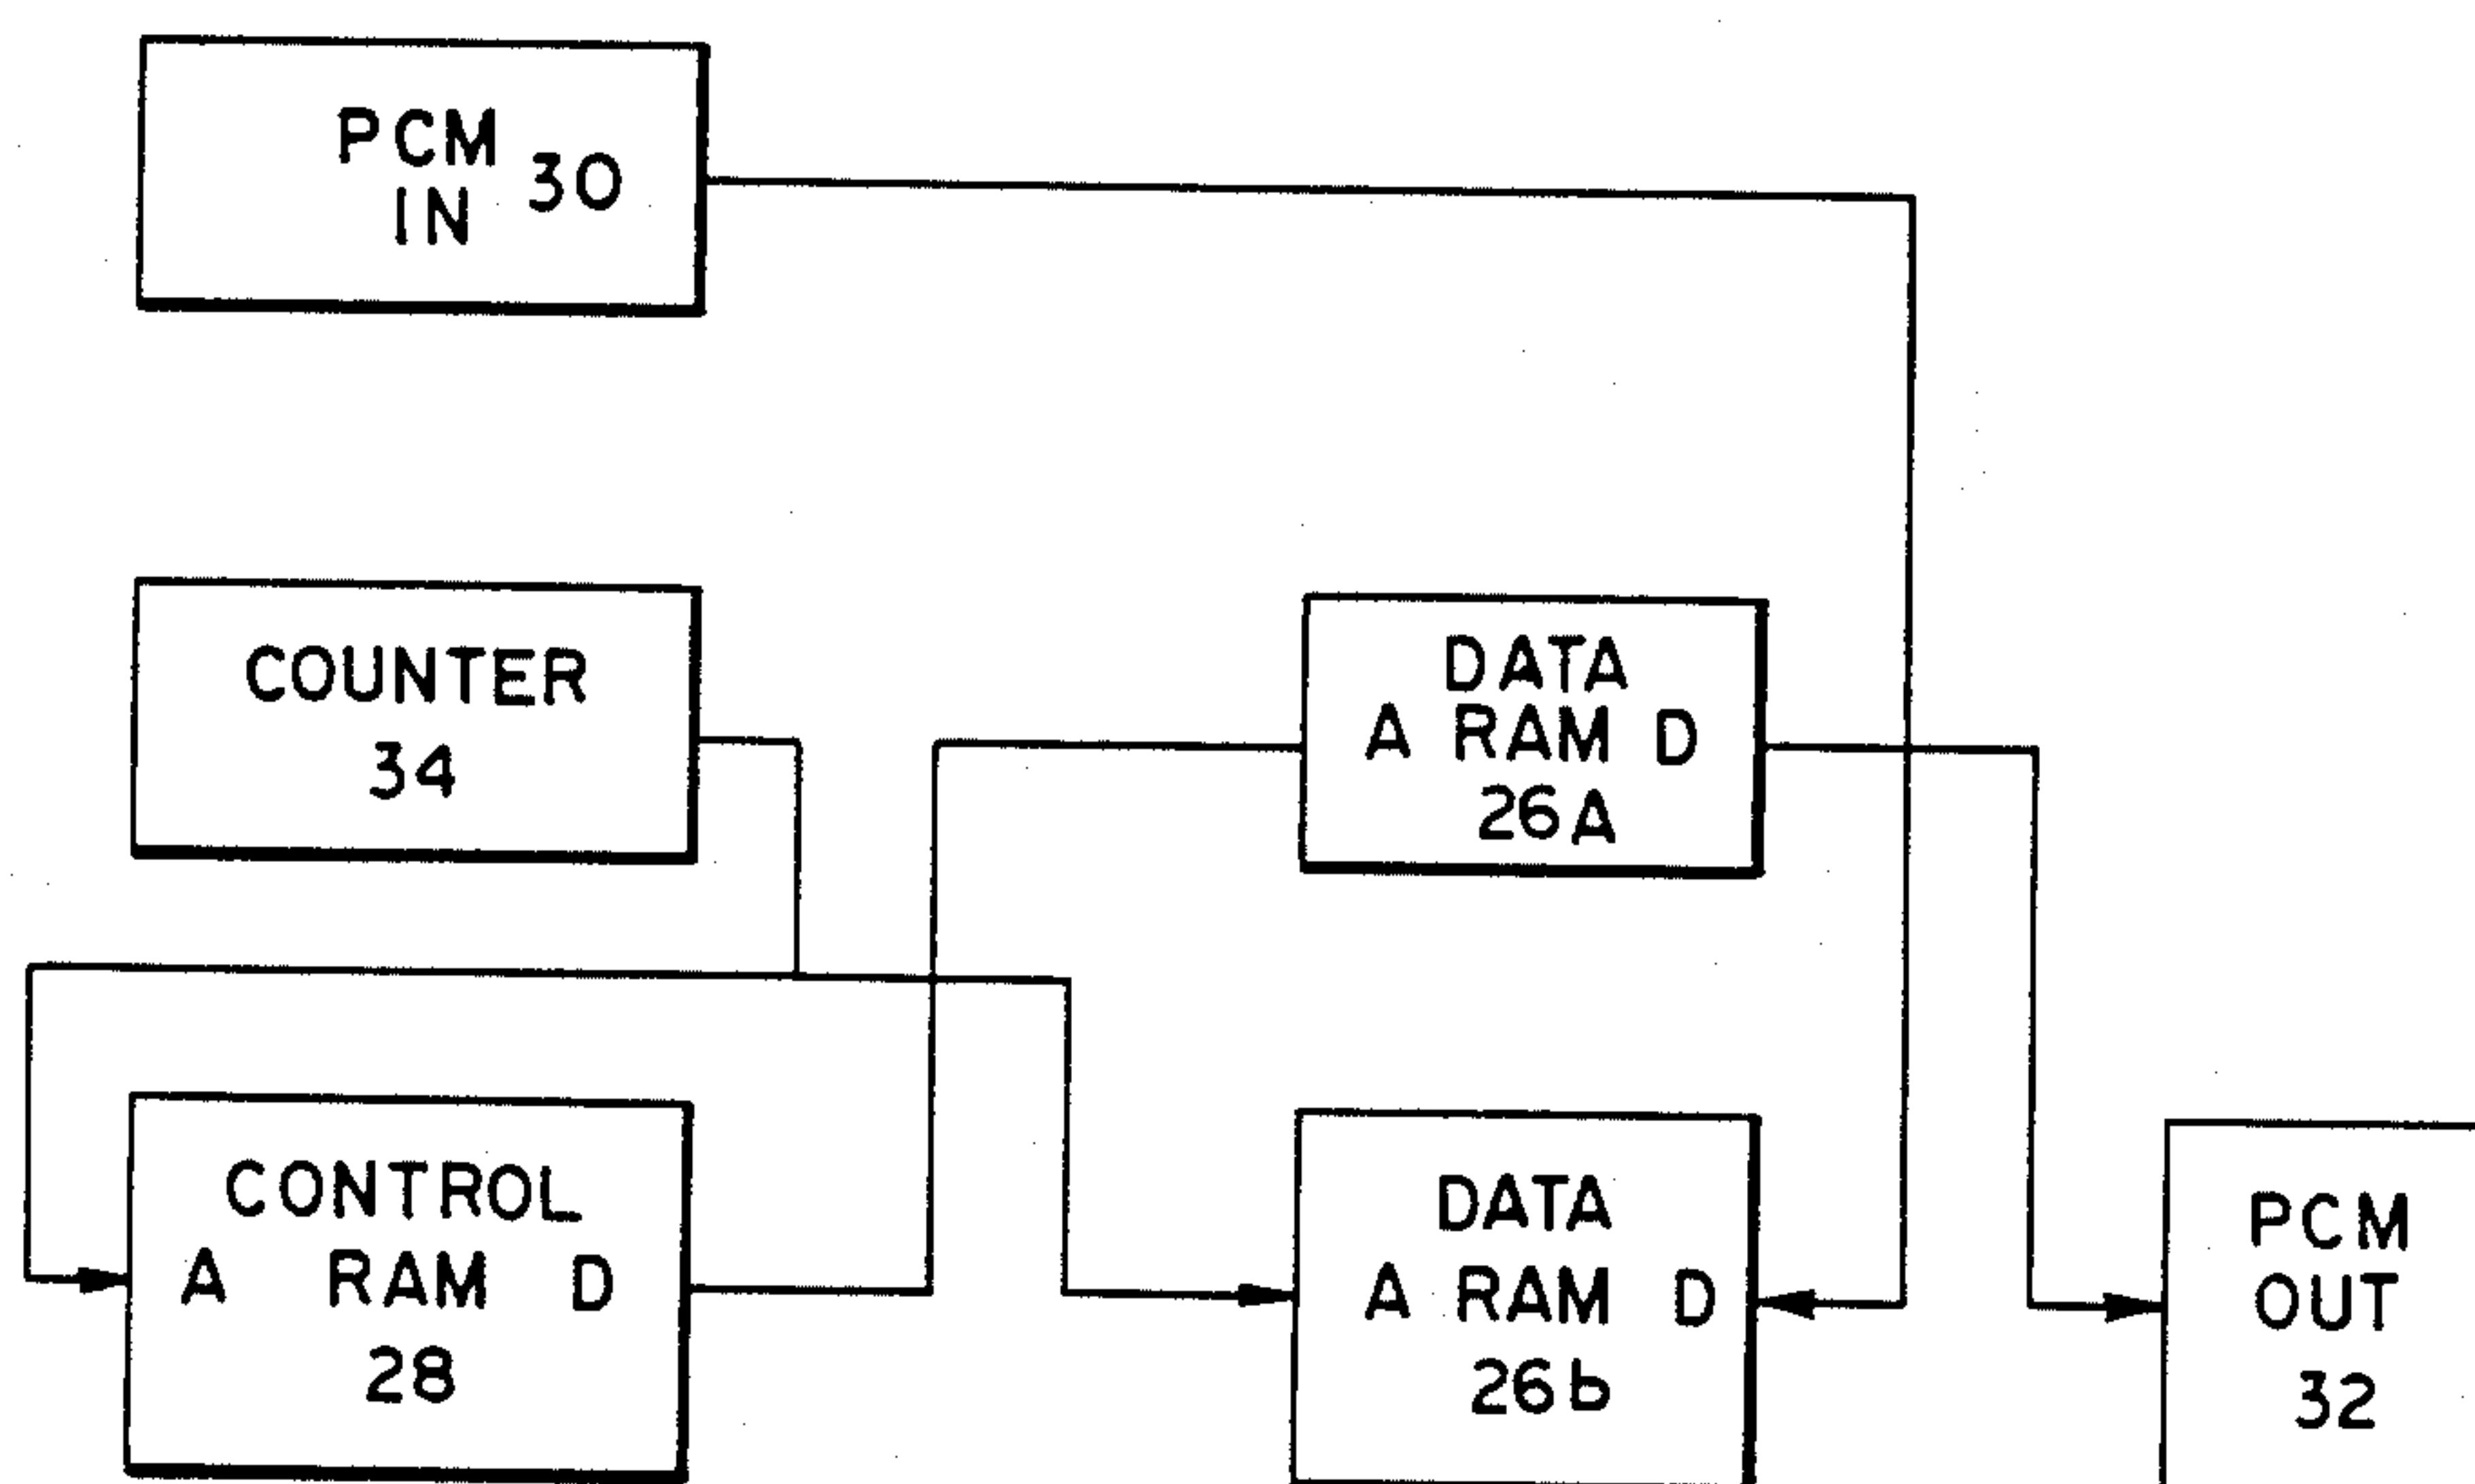 PCM
IN 30
COUNTER
34
DATA
A RAM D
26A
CONTROL
A RAM D
28
DATA
A RAM D
26b
PCM
OUT
32